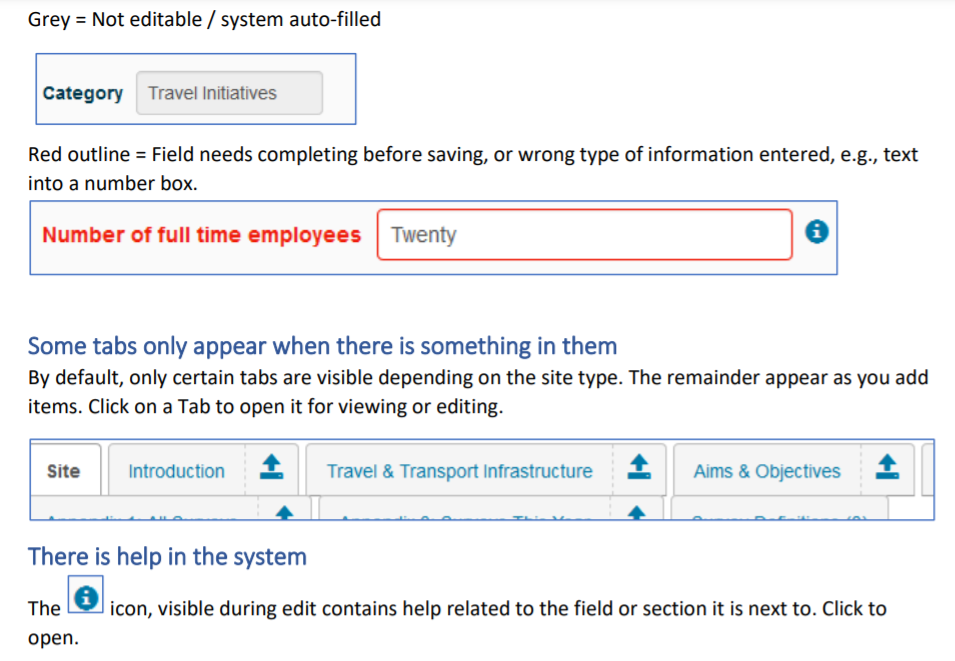 Grey = Not editable / system auto-filled
Category Travel Initiatives
Red outline = Field needs completing before saving, or wrong type of information entered, e.g., text
into a number box.
Number of full time employees Twenty
Some tabs only appear when there is something in them
By default, only certain tabs are visible depending on the site type. The remainder appear as you add
items. Click on a Tab to open it for viewing or editing.
Site Introduction Travel & Transport Infrastructure Aims & Objectives
There is help in the system
The icon, visible during edit contains help related to the field or section it is next to. Click to
open.